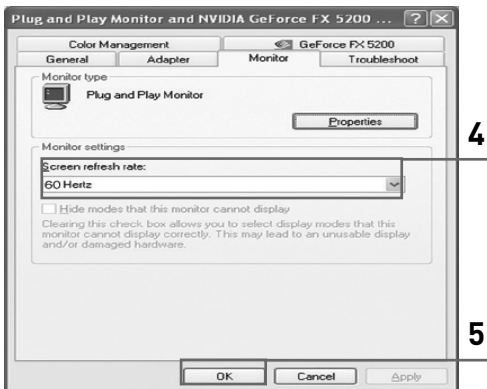 Plug and Play Monitor and NVIDIA GeForce FX 5200 ...
Color Management
GeForce FX 5200
General
Adapter
Monitor
Troubleshoot
Monitor type
Plug and Play Monitor
Properties
4
Monitor settings
Screen refresh rate:
60 Hertz
Hide modes that this monitor cannot display
Clearing this check box allows you to select display modes that this
monitor cannot display correctly. This may lead to an unusable display
and/or damaged hardware.
5
OK
Cancel
Apply